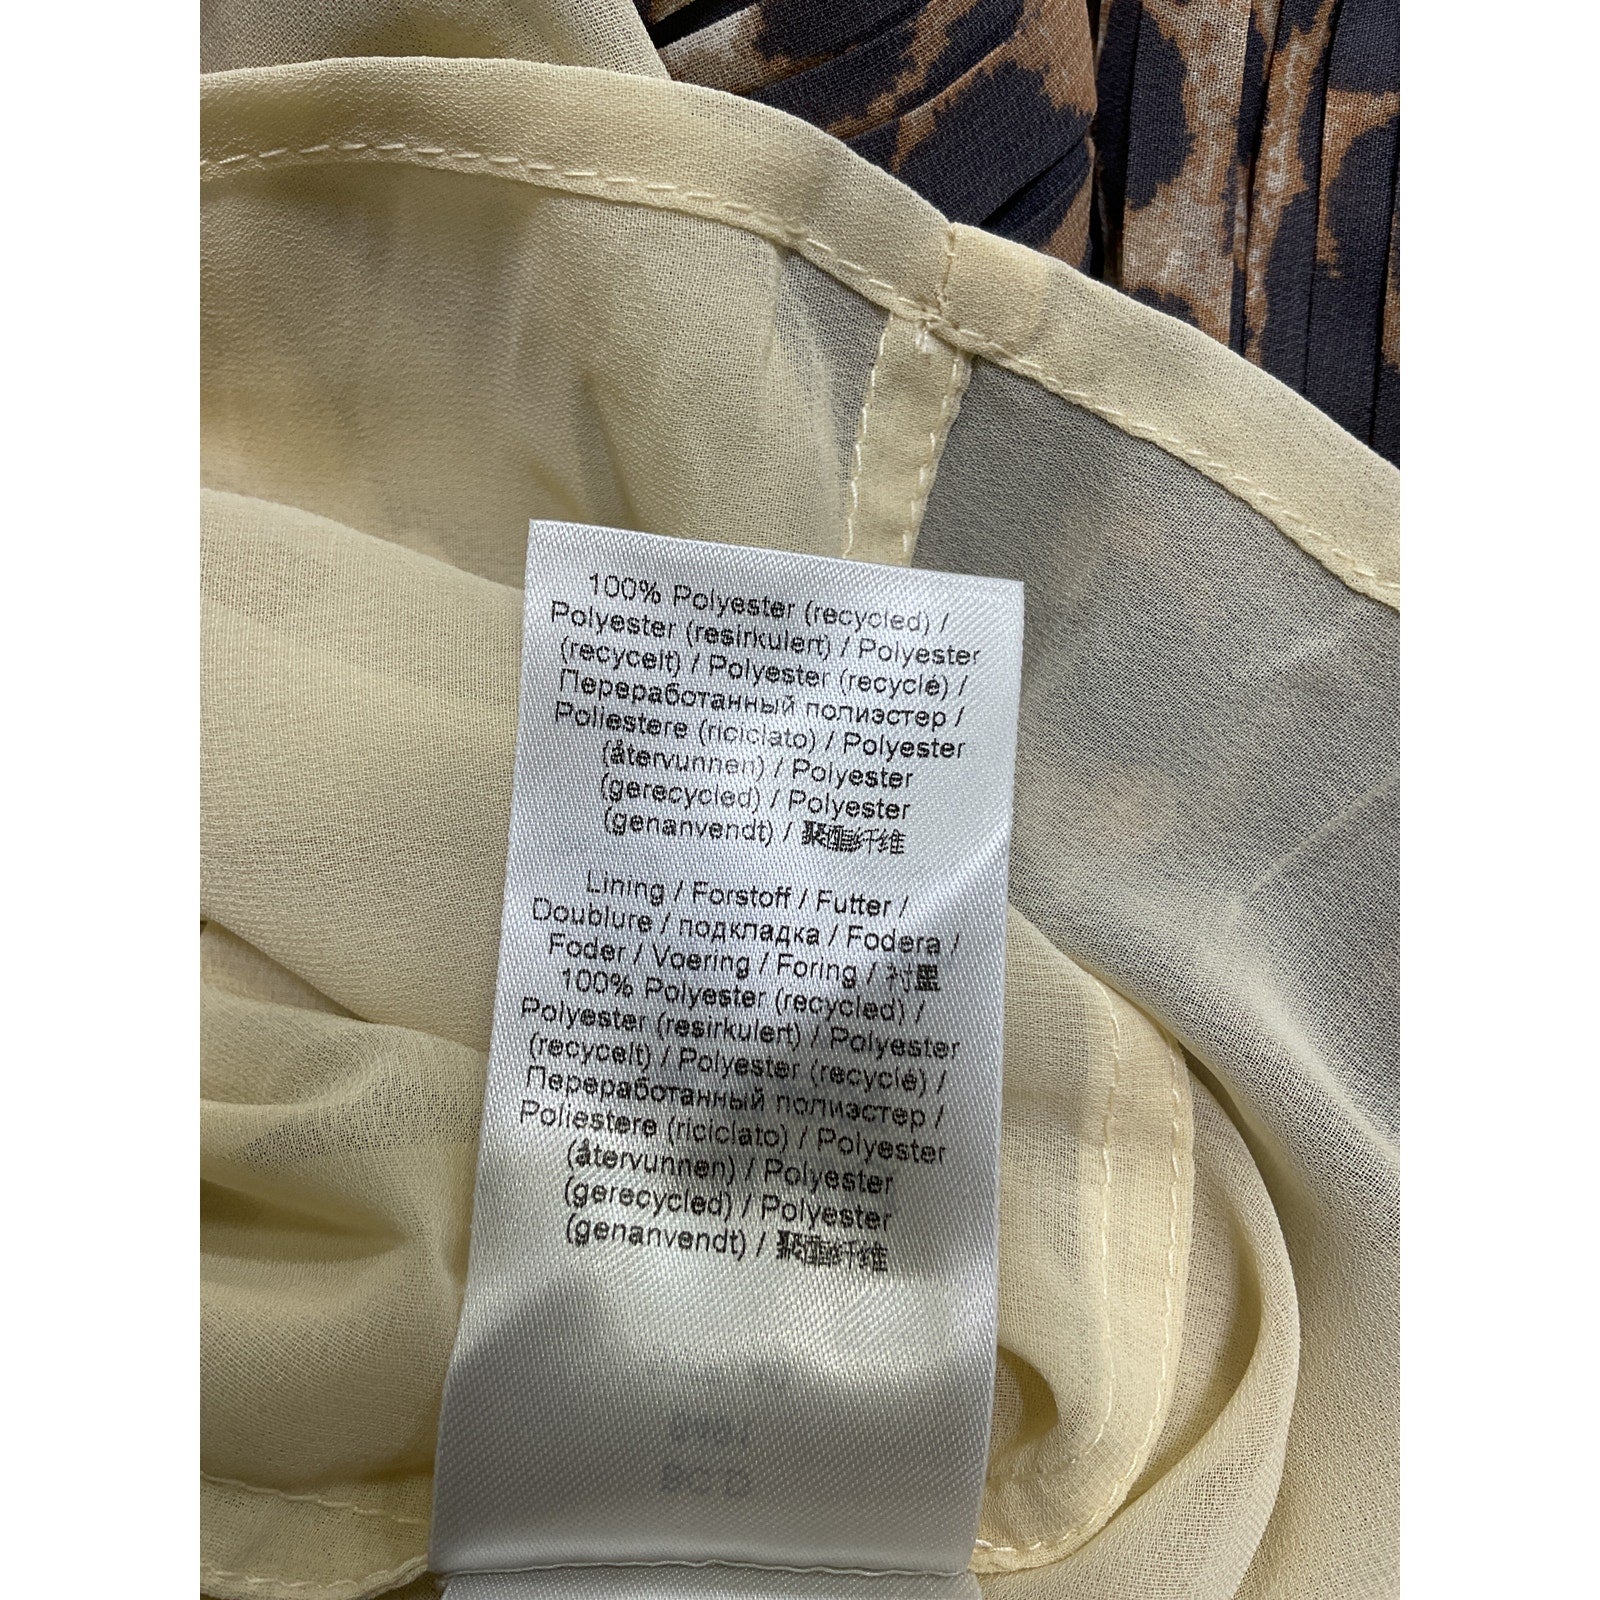 100% Polyester (recycled) /
Polyester (resirkulert) / Polyester
(recycelt) / Polyester (recyclé) /
Переработанный полиэстер /
Poliestere (riciclato) / Polyester
(återvunnen) / Polyester
(gerecycled) / Polyester
(genanvendt) / 聚酯纤维
Lining / Forstoff / Futter /
Doublure / подкладка / Fodera /
Foder / Voering / Foring /
100% Polyester (recycled) /
Polyester (resirkulert) / Polyester
(recycelt) / Polyester (recyclé) /
Переработанный полиэстер /
Poliestere (riciclato) / Polyester
(återvunnen) / Polyester
(gerecycled) / Polyester
(genanvendt) / 聚酯纤维